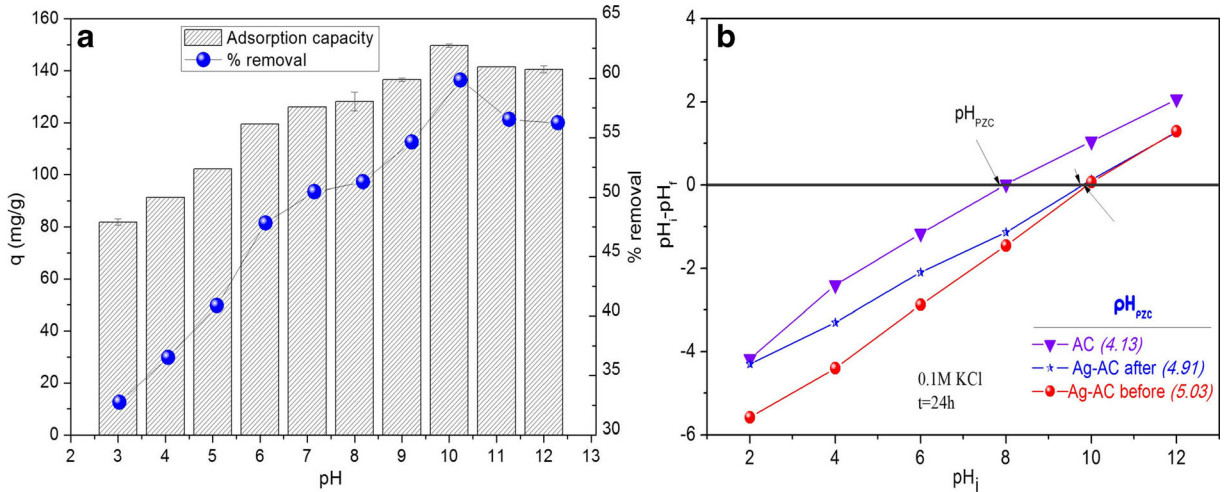 a
Adsorption capacity
% removal
160
140
120
100
80
60
40
20
0
q (mg/g)
65
60
55
50
45
40
35
30
% removal
2 3 4 5 6 7 8 9 10 11 12 13
pH
b
4
2
0
-2
-4
-6
pHi-pHf
pHPZC
ρHPZC
AC (4.13)
Ag-AC after (4.91)
Ag-AC before (5.03)
0.1M KCl
t=24h
2 4 6 8 10 12
pHi